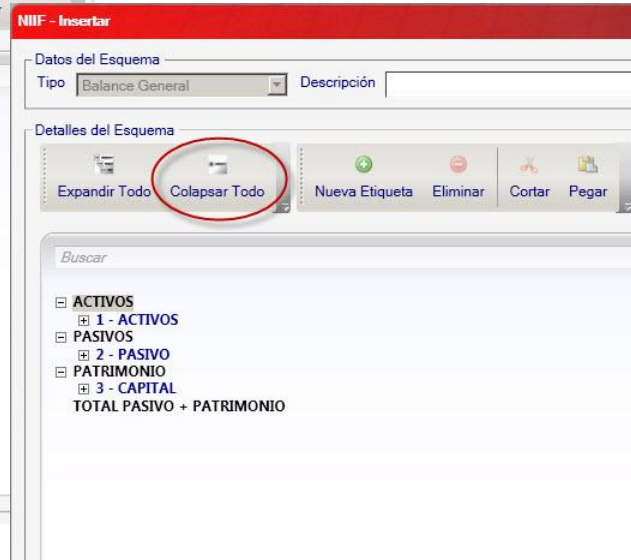 NIIF - Insertar
Datos del Esquema
Tipo Balance General Descripción
Detalles del Esquema
Expandir Todo Colapsar Todo Nueva Etiqueta Eliminar Cortar Pegar
Buscar
ACTIVOS
1 - ACTIVOS
PASIVOS
2 - PASIVO
PATRIMONIO
3 - CAPITAL
TOTAL PASIVO + PATRIMONIO